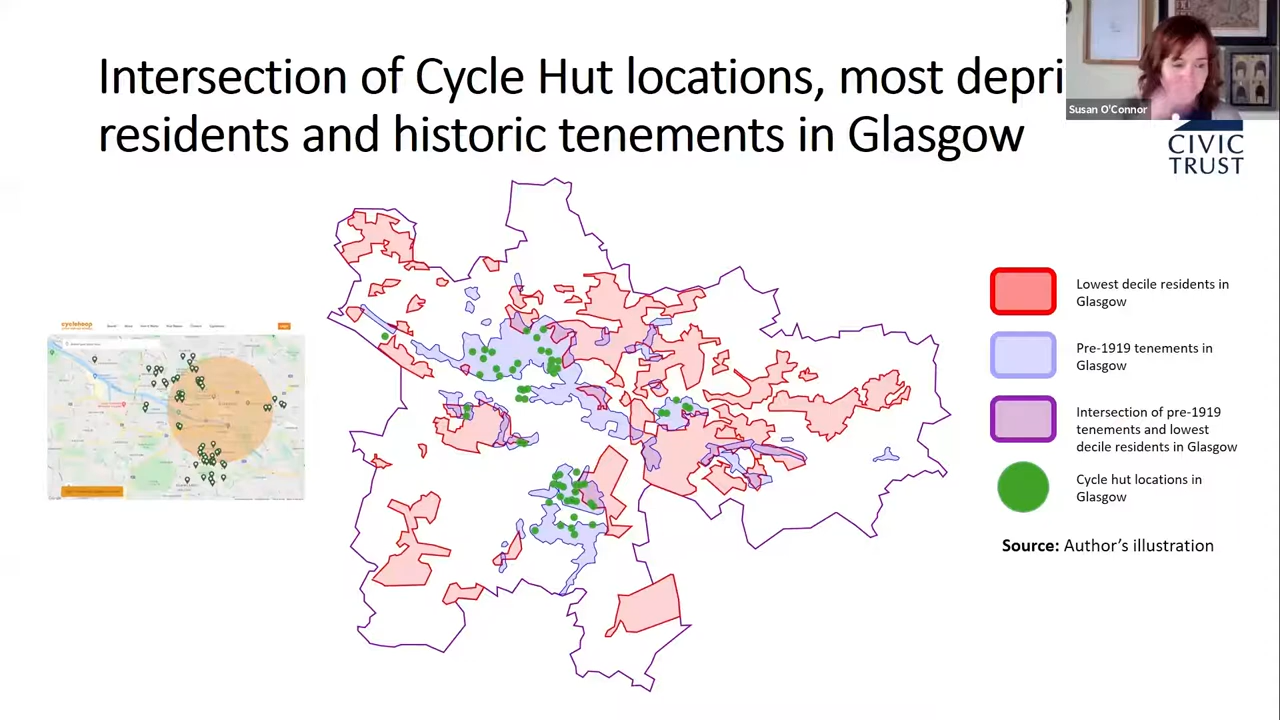 Intersection of Cycle Hut locations, most depri
residents and historic tenements in Glasgow
Susan O'Connor
CIVIC
TRUST
cyclehoop
Lowest decile residents in
Glasgow
Pre-1919 tenements in
Glasgow
Intersection of pre-1919
tenements and lowest
decile residents in Glasgow
Cycle hut locations in
Glasgow
Source: Author's illustration